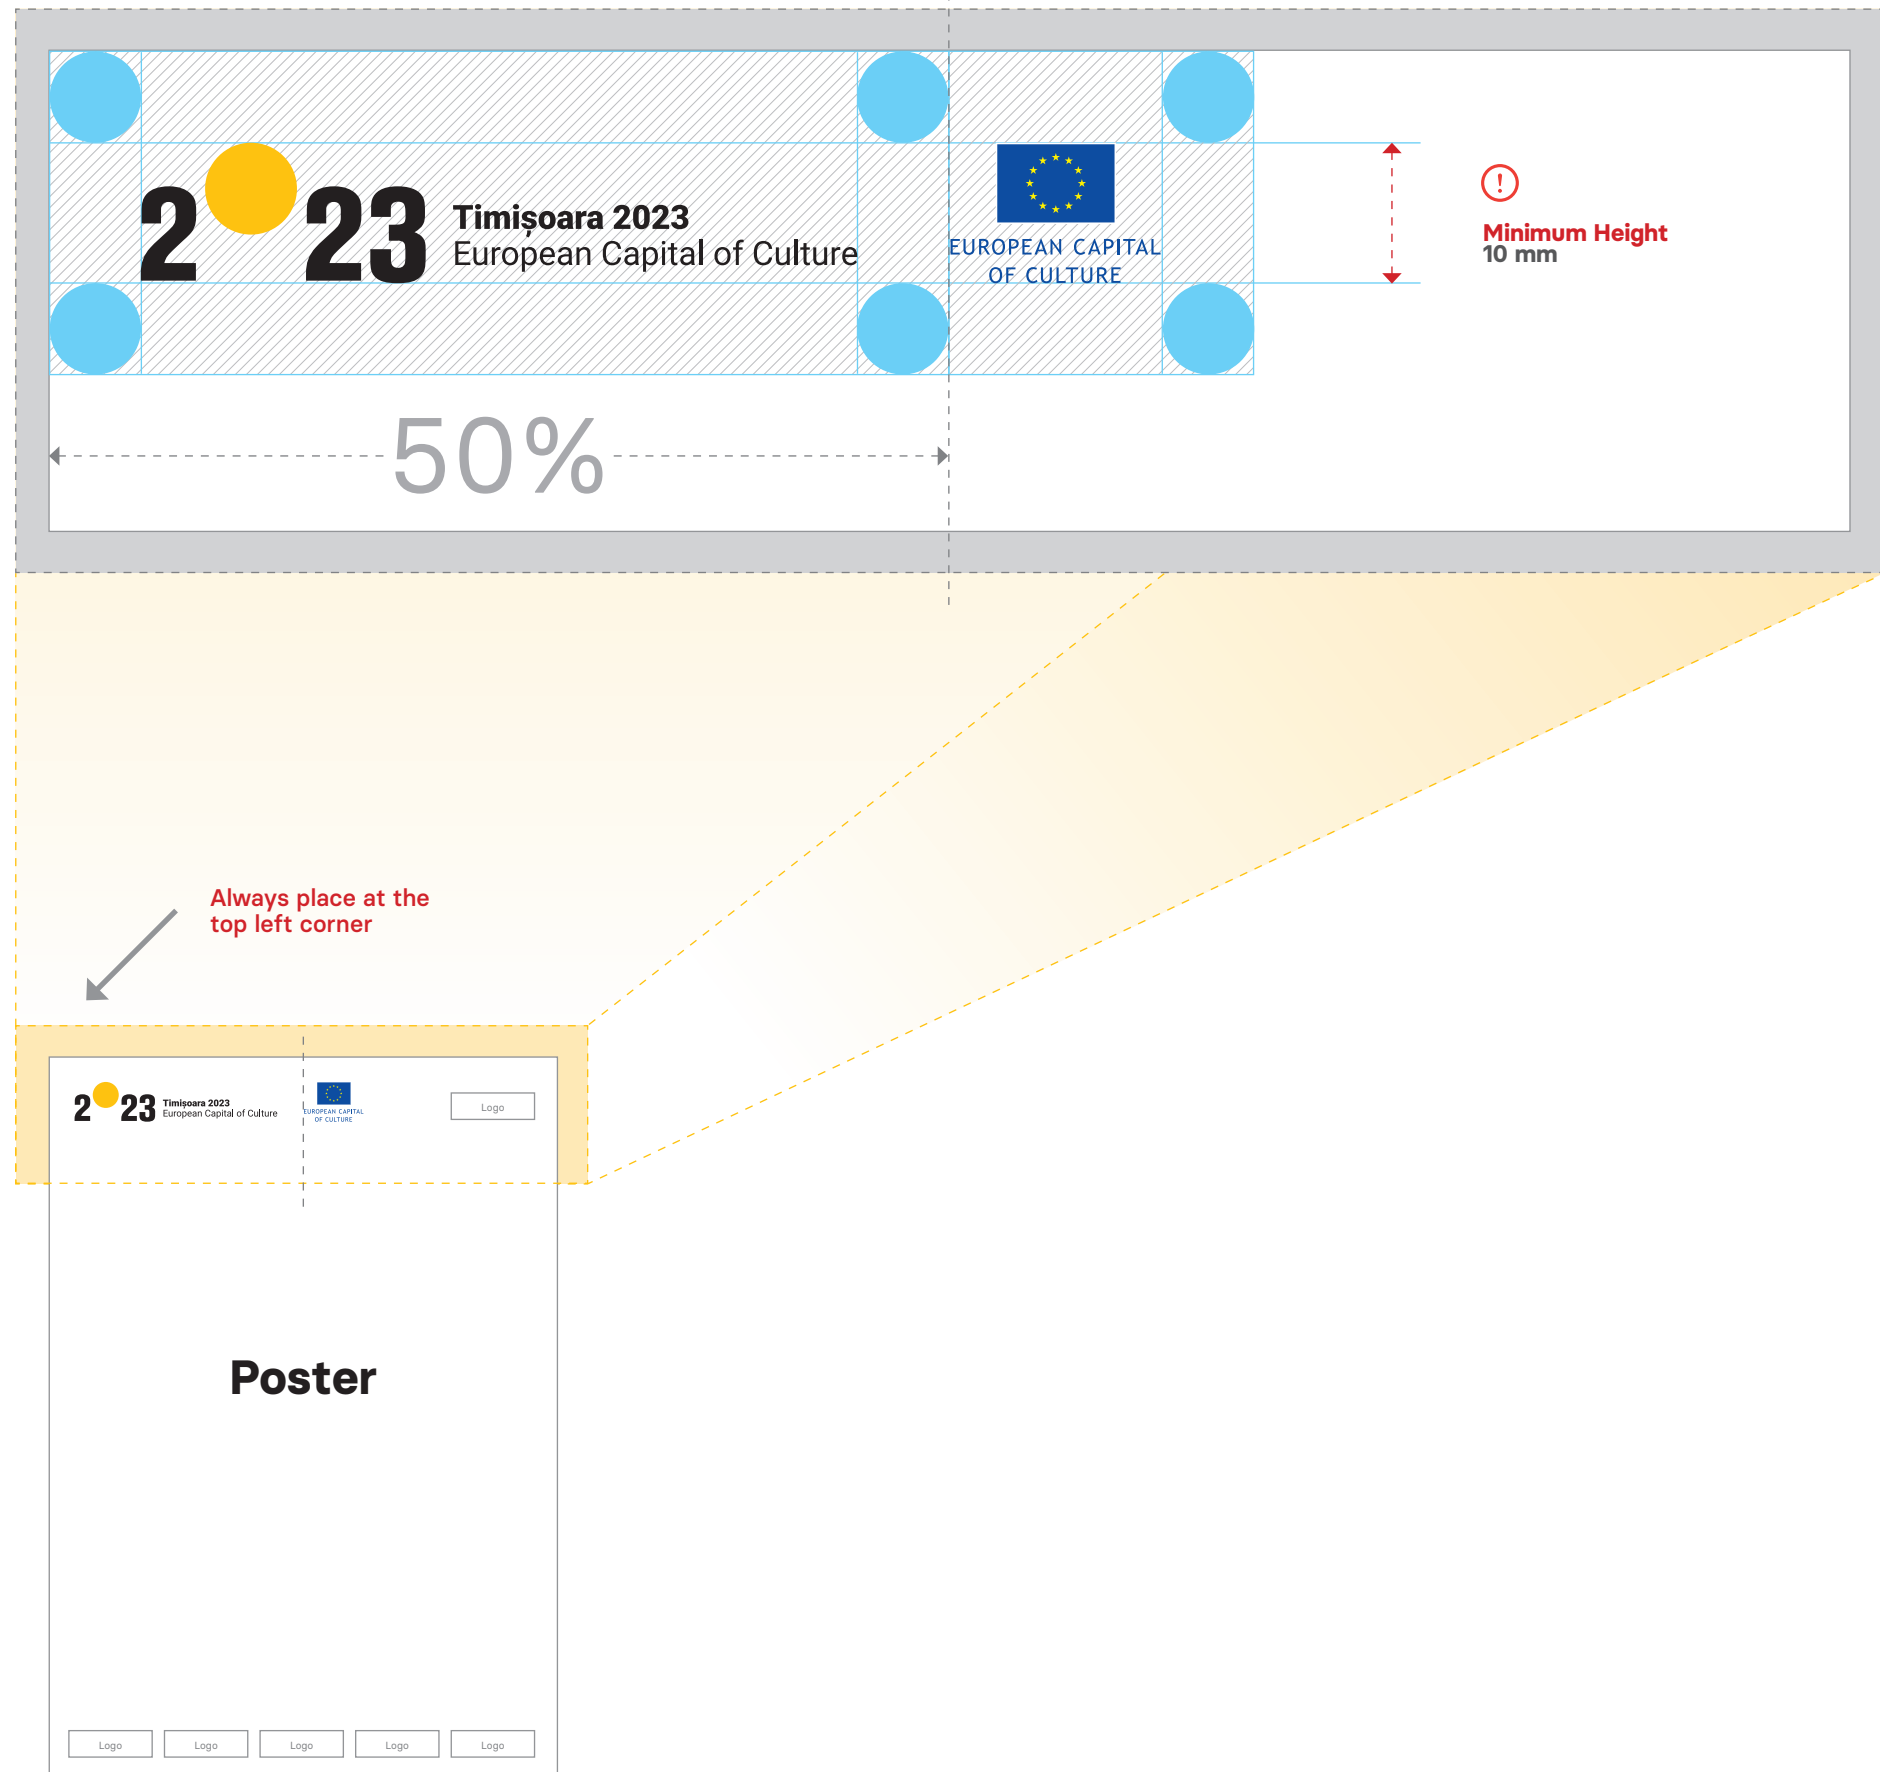 2023
Timișoara 2023
European Capital of Culture
EUROPEAN CAPITAL
OF CULTURE
!
Minimum Height
10 mm
50%
Always place at the
top left corner
2023
Timișoara 2023
European Capital of Culture
EUROPEAN CAPITAL
OF CULTURE
Logo
Poster
Logo
Logo
Logo
Logo
Logo